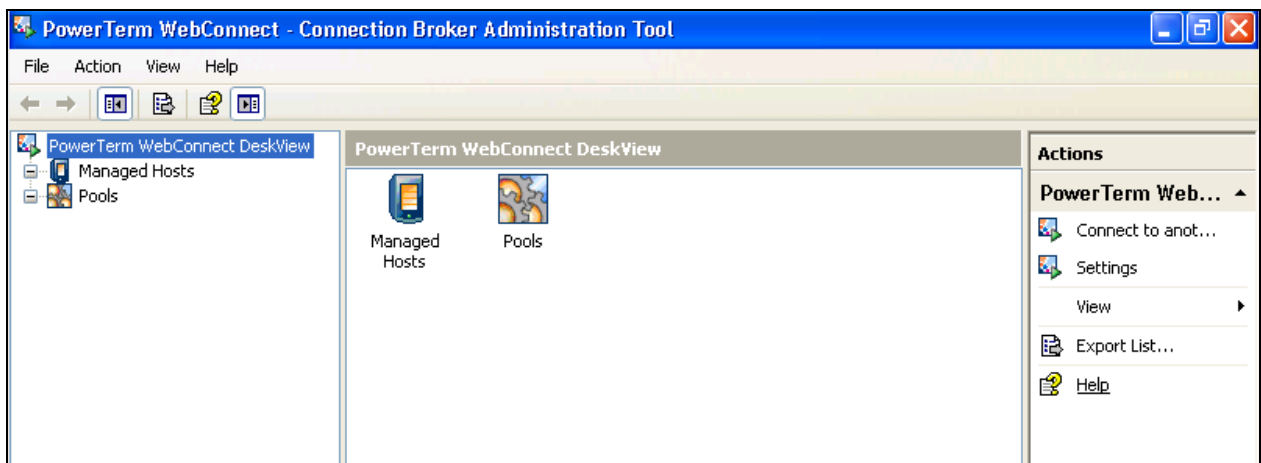 PowerTerm WebConnect - Connection Broker Administration Tool
File Action View Help
PowerTerm WebConnect DeskView
Managed Hosts
Pools
PowerTerm WebConnect DeskView
Managed
Hosts
Pools
Actions
PowerTerm Web...
Connect to anot...
Settings
View
Export List...
Help